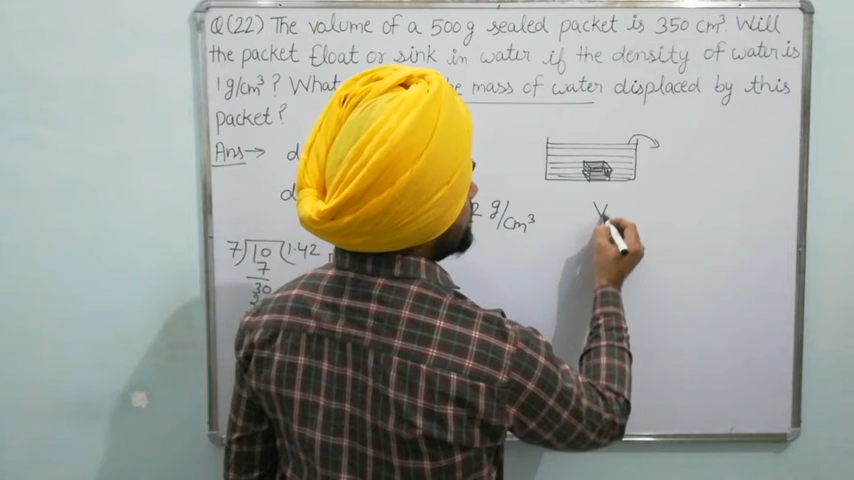 Q(22) The volume of a 500g sealed packet is 350 cm³. Will
the packet float or sink in water if the density of water is
1 g/cm³? What be the mass of water displaced by this
packet?
Ans→ d
d
2 g/cm³
V
7)10(1.42
7
30